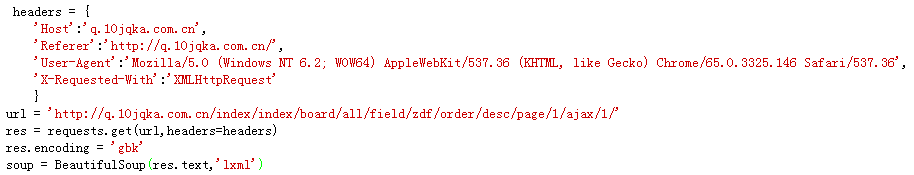 headers = {
'Host':'q.10jqka.com.cn',
'Referer':'http://q.10jqka.com.cn/',
'User-Agent':'Mozilla/5.0 (Windows NT 6.2; WOW64) AppleWebKit/537.36 (KHTML, like Gecko) Chrome/65.0.3325.146 Safari/537.36',
'X-Requested-With':'XMLHttpRequest'
}
url = 'http://q.10jqka.com.cn/index/index/board/all/field/zdf/order/desc/page/1/ajax/1/'
res = requests.get(url,headers=headers)
res.encoding = 'gbk'
soup = BeautifulSoup(res.text,'lxml')